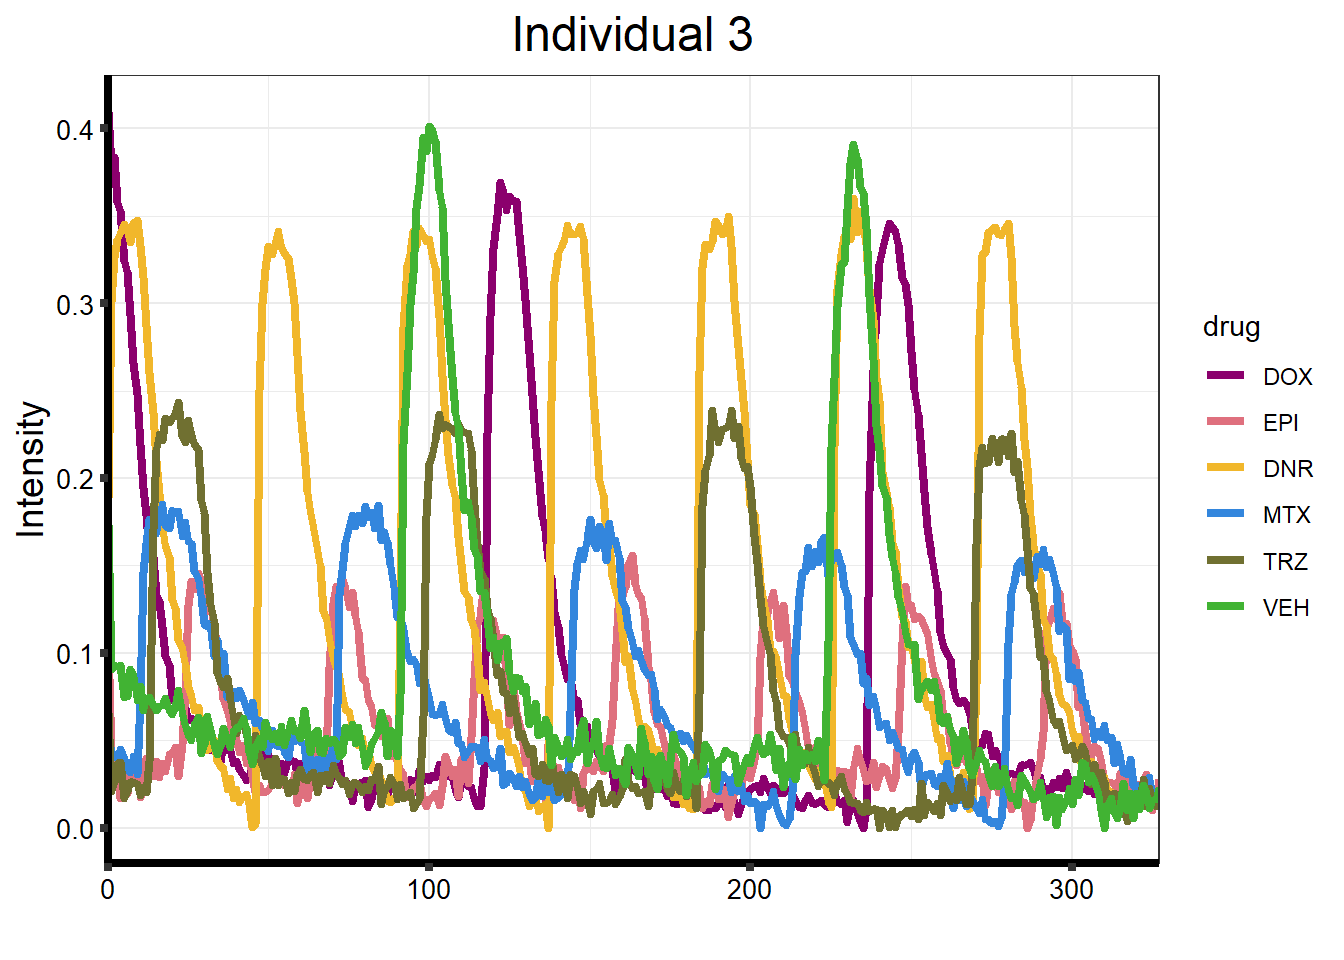 Individual 3
Intensity
0.4
0.3
0.2
0.1
0.0
0
100
200
300
drug
DOX
EPI
DNR
MTX
TRZ
VEH